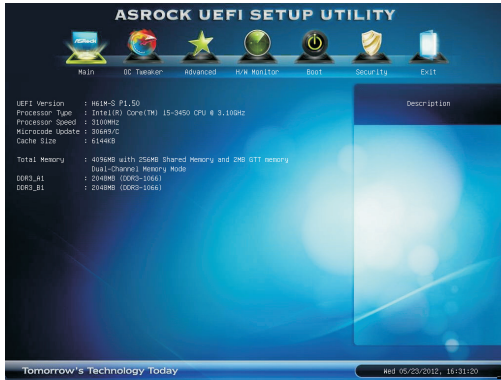 ASROCK UEFI SETUP UTILITY
ASRock
Main OC Tweaker Advanced H/W Monitor Boot Security Exit
UEFI Version : H61M-S P1.50
Processor Type : Intel(R) Core(TM) i5-3450 CPU @ 3.10GHz
Processor Speed : 3100MHz
Microcode Update : 306A9/C
Cache Size : 6144KB
Total Memory : 4096MB with 256MB Shared Memory and 2MB GTT memory
Dual-Channel Memory Mode
DDR3_A1 : 2048MB (DDR3-1066)
DDR3_B1 : 2048MB (DDR3-1066)
Description
Tomorrow's Technology Today
Wed 05/23/2012, 16:31:20